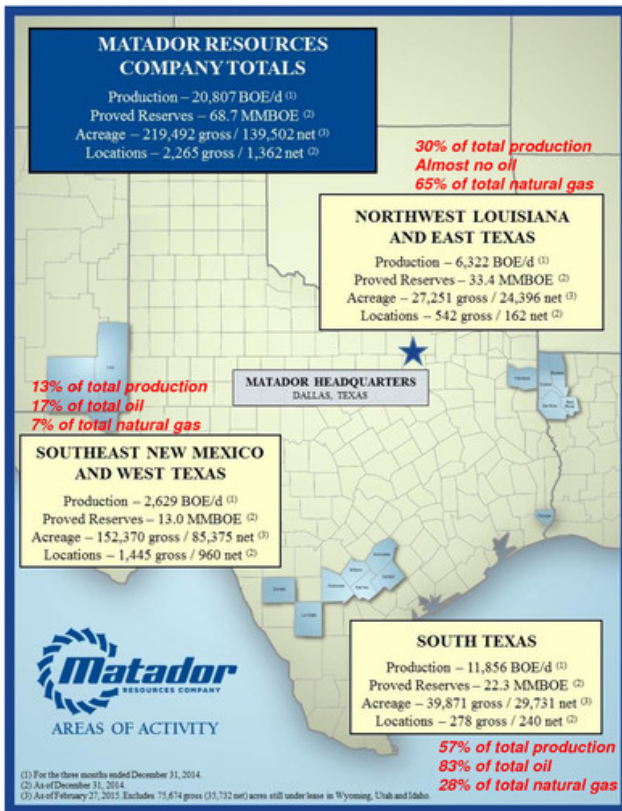 MATADOR RESOURCES
COMPANY TOTALS
Production – 20,807 BOE/d (1)
Proved Reserves – 68.7 MMBOE (2)
Acreage – 219,492 gross / 139,502 net (3)
Locations – 2,265 gross / 1,362 net (2)
30% of total production
Almost no oil
65% of total natural gas
NORTHWEST LOUISIANA
AND EAST TEXAS
Production – 6,322 BOE/d (1)
Proved Reserves – 33.4 MMBOE (2)
Acreage – 27,251 gross / 24,396 net (3)
Locations – 542 gross / 162 net (2)
MATADOR HEADQUARTERS
DALLAS, TEXAS
13% of total production
17% of total oil
7% of total natural gas
SOUTHEAST NEW MEXICO
AND WEST TEXAS
Production – 2,629 BOE/d (1)
Proved Reserves – 13.0 MMBOE (2)
Acreage – 152,370 gross / 85,375 net (3)
Locations – 1,445 gross / 960 net (2)
SOUTH TEXAS
Production – 11,856 BOE/d (1)
Proved Reserves – 22.3 MMBOE (2)
Acreage – 39,871 gross / 29,731 net (3)
Locations – 278 gross / 240 net (2)
57% of total production
83% of total oil
28% of total natural gas
Matador
RESOURCES COMPANY
AREAS OF ACTIVITY
(1) For the three months ended December 31, 2014.
(2) As of December 31, 2014.
(3) As of February 27, 2015. Excludes 75,674 gross (35,732 net) acres still under lease in Wyoming, Utah and Idaho.